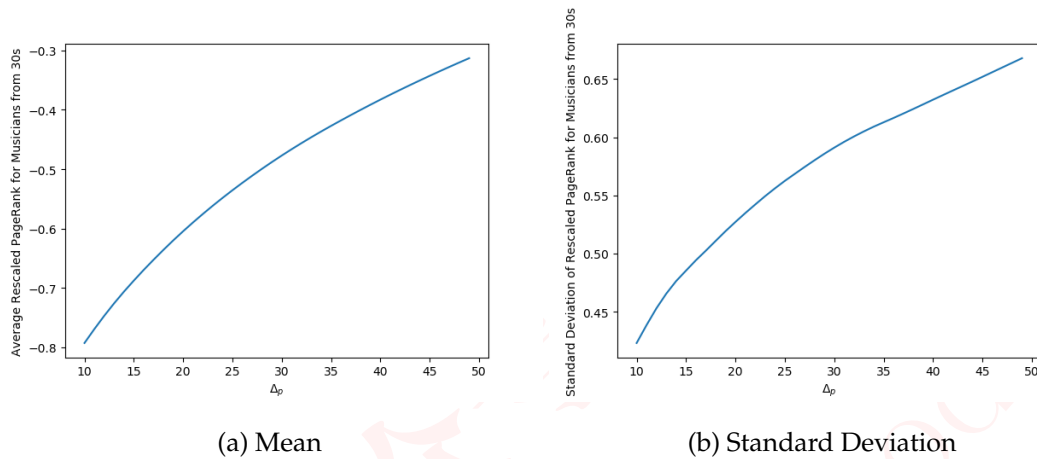 Average Rescaled PageRank for Musicians from 30s
−0.3
−0.4
−0.5
−0.6
−0.7
−0.8
10 15 20 25 30 35 40 45 50
Δp
(a) Mean
Standard Deviation of Rescaled PageRank for Musicians from 30s
0.65
0.60
0.55
0.50
0.45
10 15 20 25 30 35 40 45 50
Δp
(b) Standard Deviation